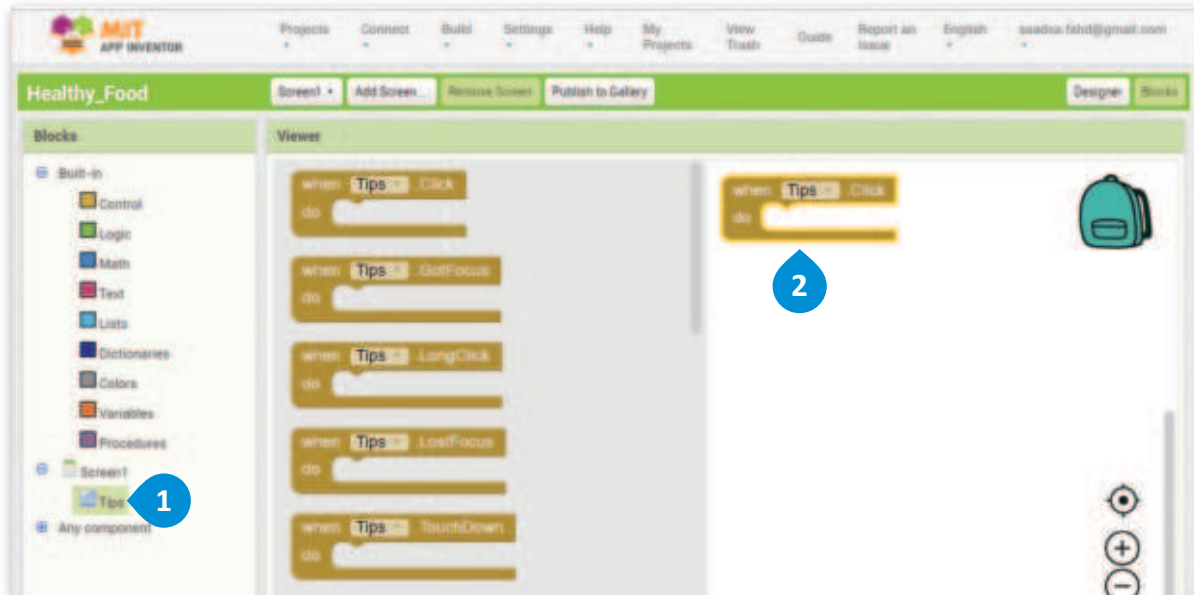 MIT
APP INVENTOR
Projects Connect Build Settings Help My Projects View Trash Guide Report an Issue English
Healthy_Food Screen1 Add Screen ... Remove Screen Publish to Gallery Designer Blocks
Blocks Viewer
Built-in
Control
Logic
Math
Text
Lists
Dictionaries
Colors
Variables
Procedures
Screen1
Tips 1
Any component
when Tips .Click
do
when Tips .GotFocus
do
when Tips .LongClick
do
when Tips .LostFocus
do
when Tips .TouchDown
do
when Tips .Click
do
2